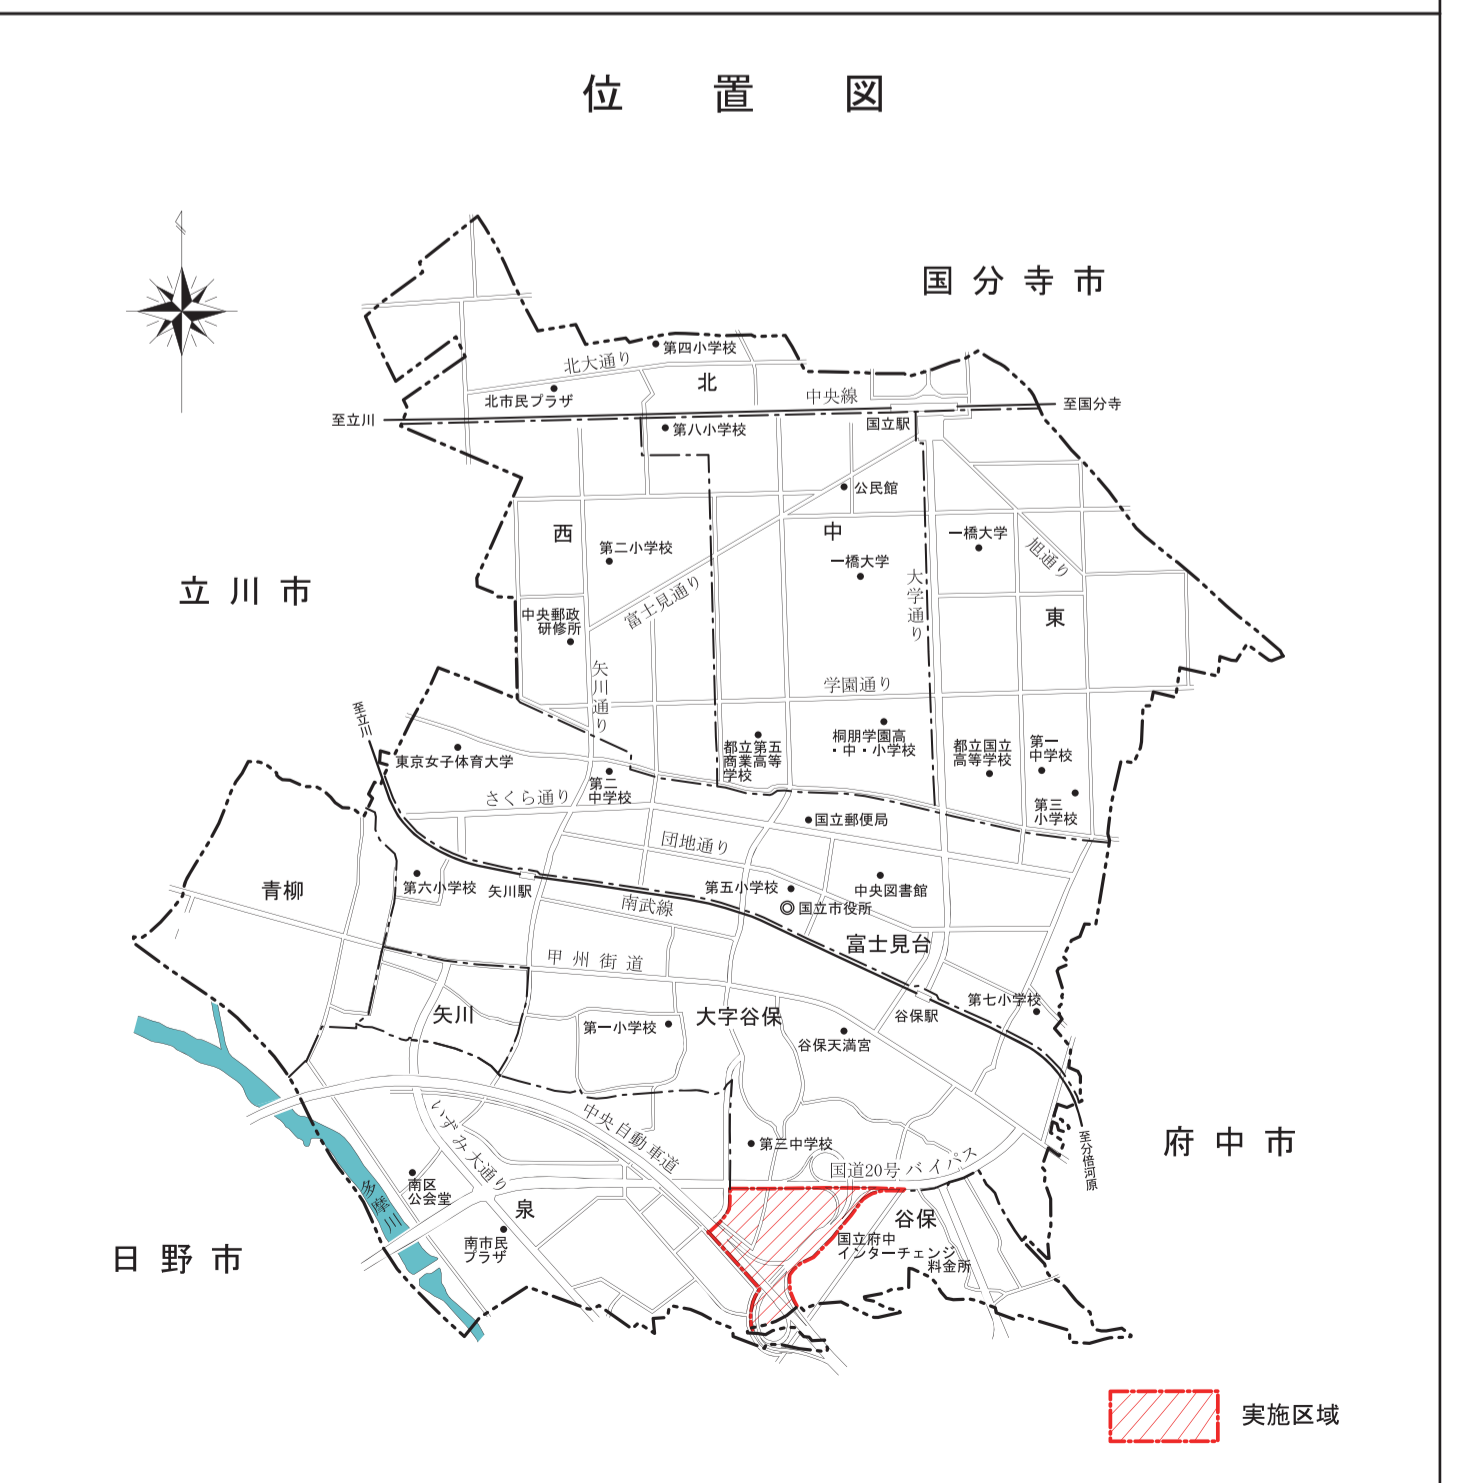 位置図
国分寺市
第四小学校
北大通り
北
北市民プラザ
中央線
至国分寺
至立川
国立駅
第八小学校
公民館
西
中
一橋大学
第二小学校
旭通り
一橋大学
立川市
大学通り
富士見通り
中央郵政
研修所
東
矢川通り
学園通り
至立川
桐朋学園高
・中・小学校
都立第五
商業高等
学校
都立国立
高等学校
第一
中学校
東京女子体育大学
第二
中学校
さくら通り
第三
小学校
国立郵便局
団地通り
青柳
第六小学校
矢川駅
第五小学校
中央図書館
南武線
国立市役所
富士見台
甲州街道
第七小学校
矢川
大字谷保
谷保駅
第一小学校
谷保天満宮
いずみ大通り
中央自動車道
第三中学校
府中市
至分倍河原
国道20号バイパス
南区
公会堂
多摩川
泉
谷保
南市民
プラザ
国立府中
インターチェンジ
料金所
日野市
実施区域